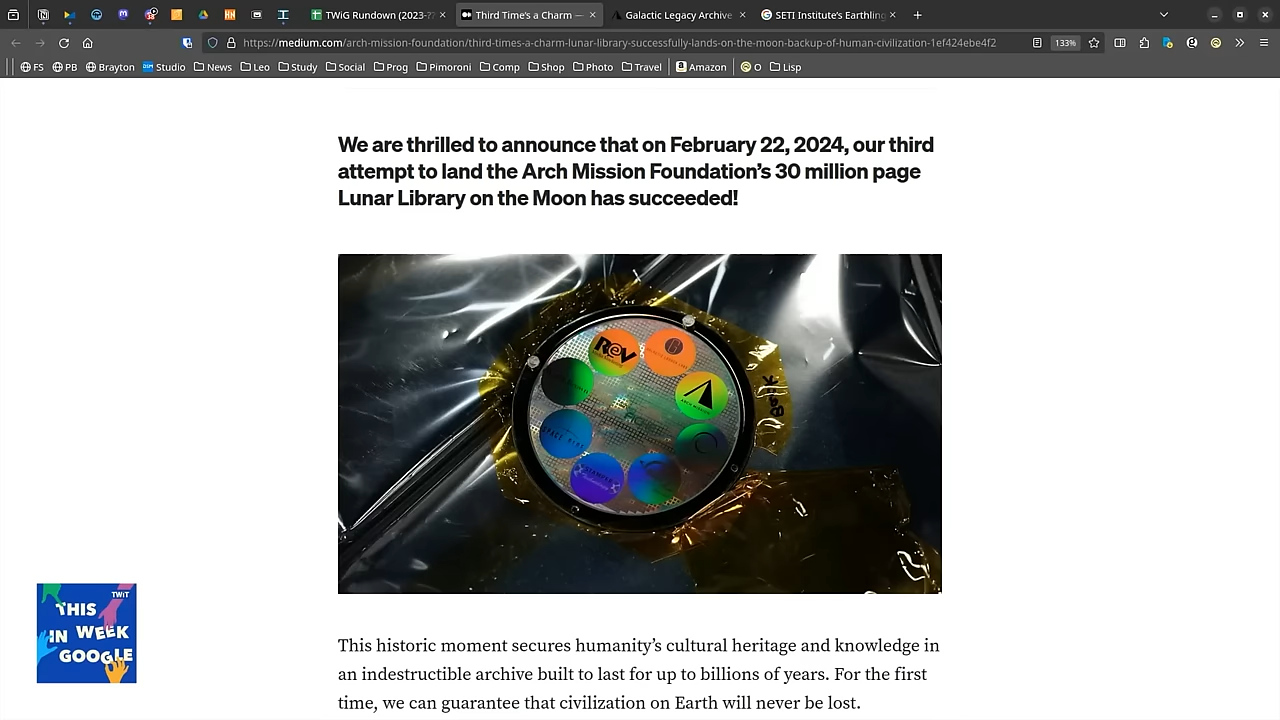 TWiG Rundown (2023-??
Third Time's a Charm —
Galactic Legacy Archive
SETI Institute's Earthling
https://medium.com/arch-mission-foundation/third-times-a-charm-lunar-library-successfully-lands-on-the-moon-backup-of-human-civilization-1ef424ebe4f2
133%
FS PB Brayton Studio News Leo Study Social Prog Pimoroni Comp Shop Photo Travel Amazon O Lisp
We are thrilled to announce that on February 22, 2024, our third
attempt to land the Arch Mission Foundation’s 30 million page
Lunar Library on the Moon has succeeded!
ARCH MISSION
TWiT
THIS
IN WEEK
GOOGLE
This historic moment secures humanity’s cultural heritage and knowledge in
an indestructible archive built to last for up to billions of years. For the first
time, we can guarantee that civilization on Earth will never be lost.